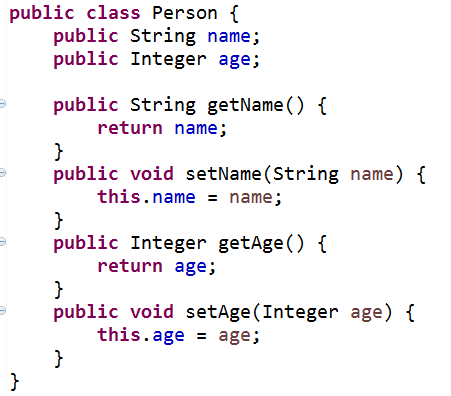 public class Person {
    public String name;
    public Integer age;

    public String getName() {
        return name;
    }
    public void setName(String name) {
        this.name = name;
    }
    public Integer getAge() {
        return age;
    }
    public void setAge(Integer age) {
        this.age = age;
    }
}